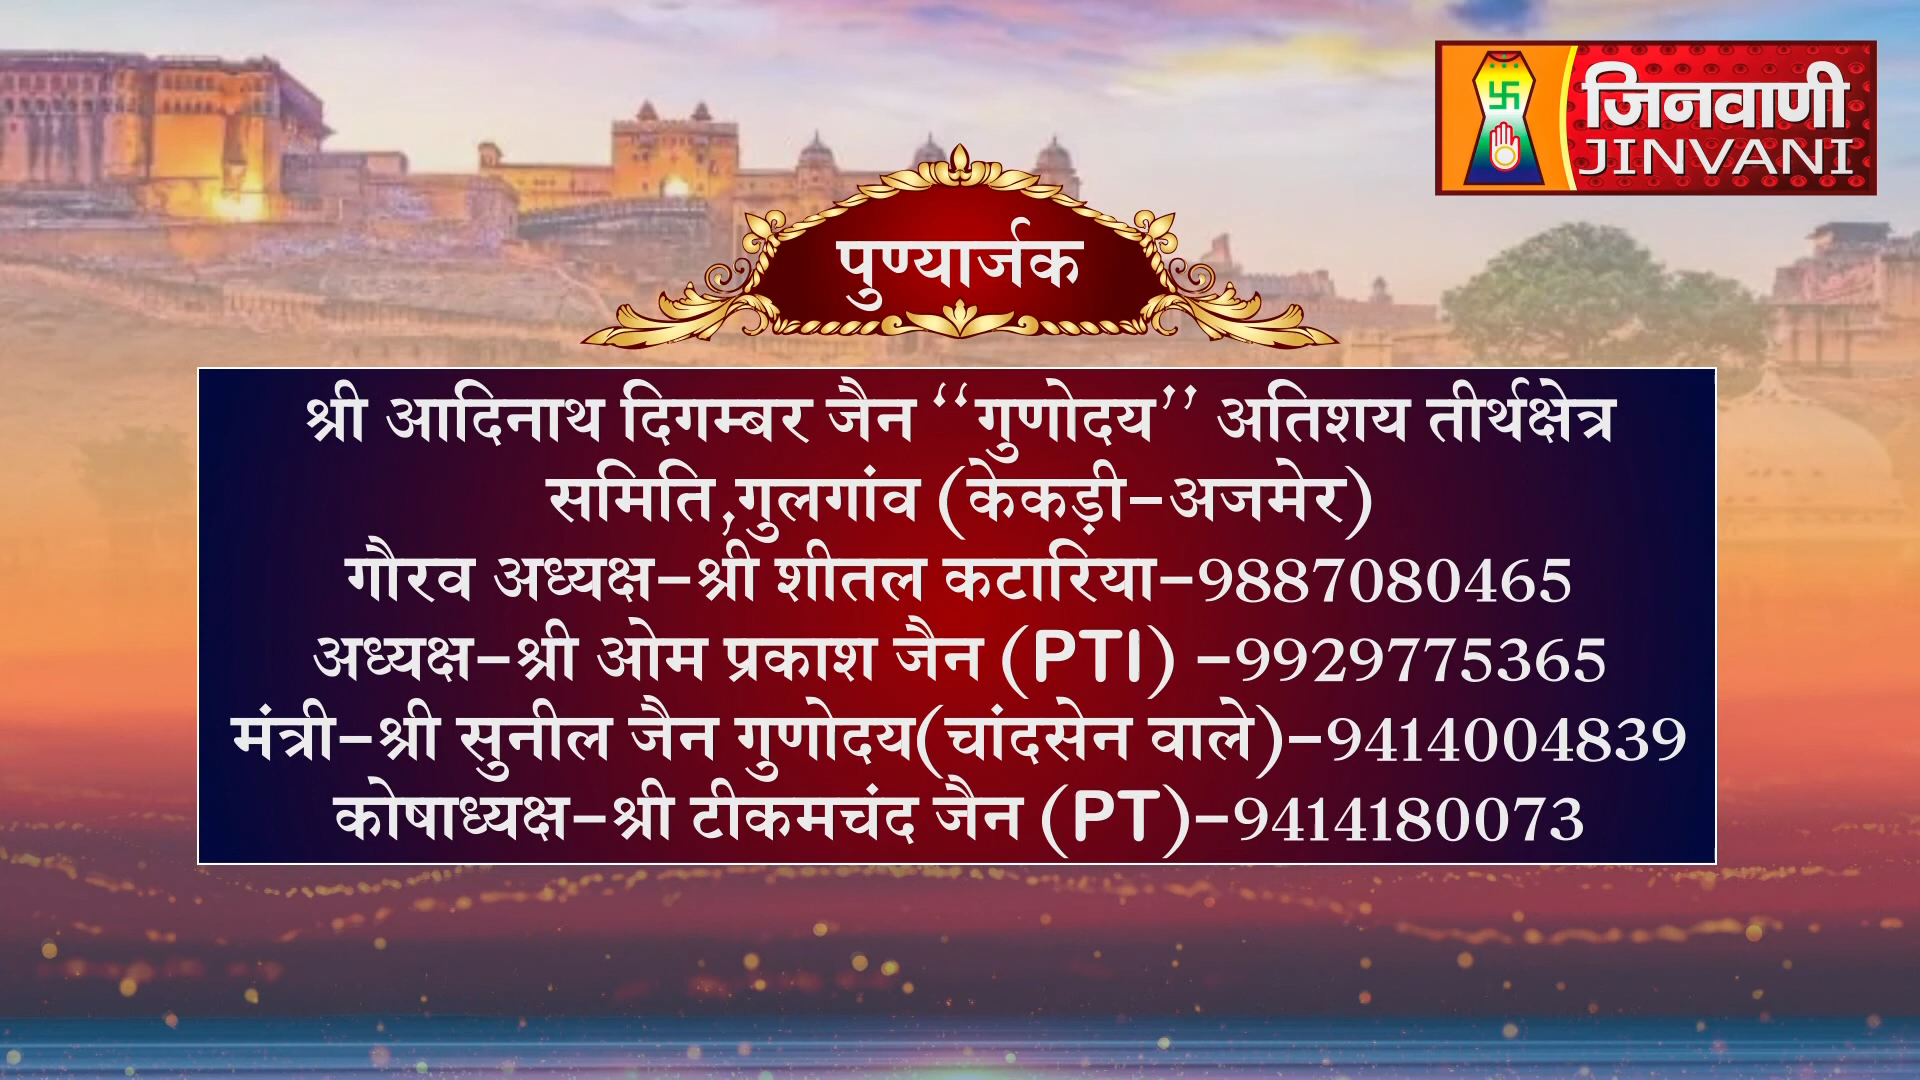 जिनवाणी
JINVANI
पुण्यार्जक
श्री आदिनाथ दिगम्बर जैन “गुणोदय” अतिशय तीर्थक्षेत्र
समिति,गुलगांव (केकड़ी-अजमेर)
गौरव अध्यक्ष-श्री शीतल कटारिया-9887080465
अध्यक्ष-श्री ओम प्रकाश जैन (PTI) -9929775365
मंत्री-श्री सुनील जैन गुणोदय(चांदसेन वाले)-9414004839
कोषाध्यक्ष-श्री टीकमचंद जैन (PT)-9414180073